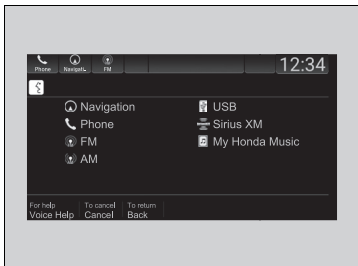 Phone Navigati.. FM 12:34
Navigation
Phone
FM
AM
USB
Sirius XM
My Honda Music
For help To cancel To return
Voice Help Cancel Back